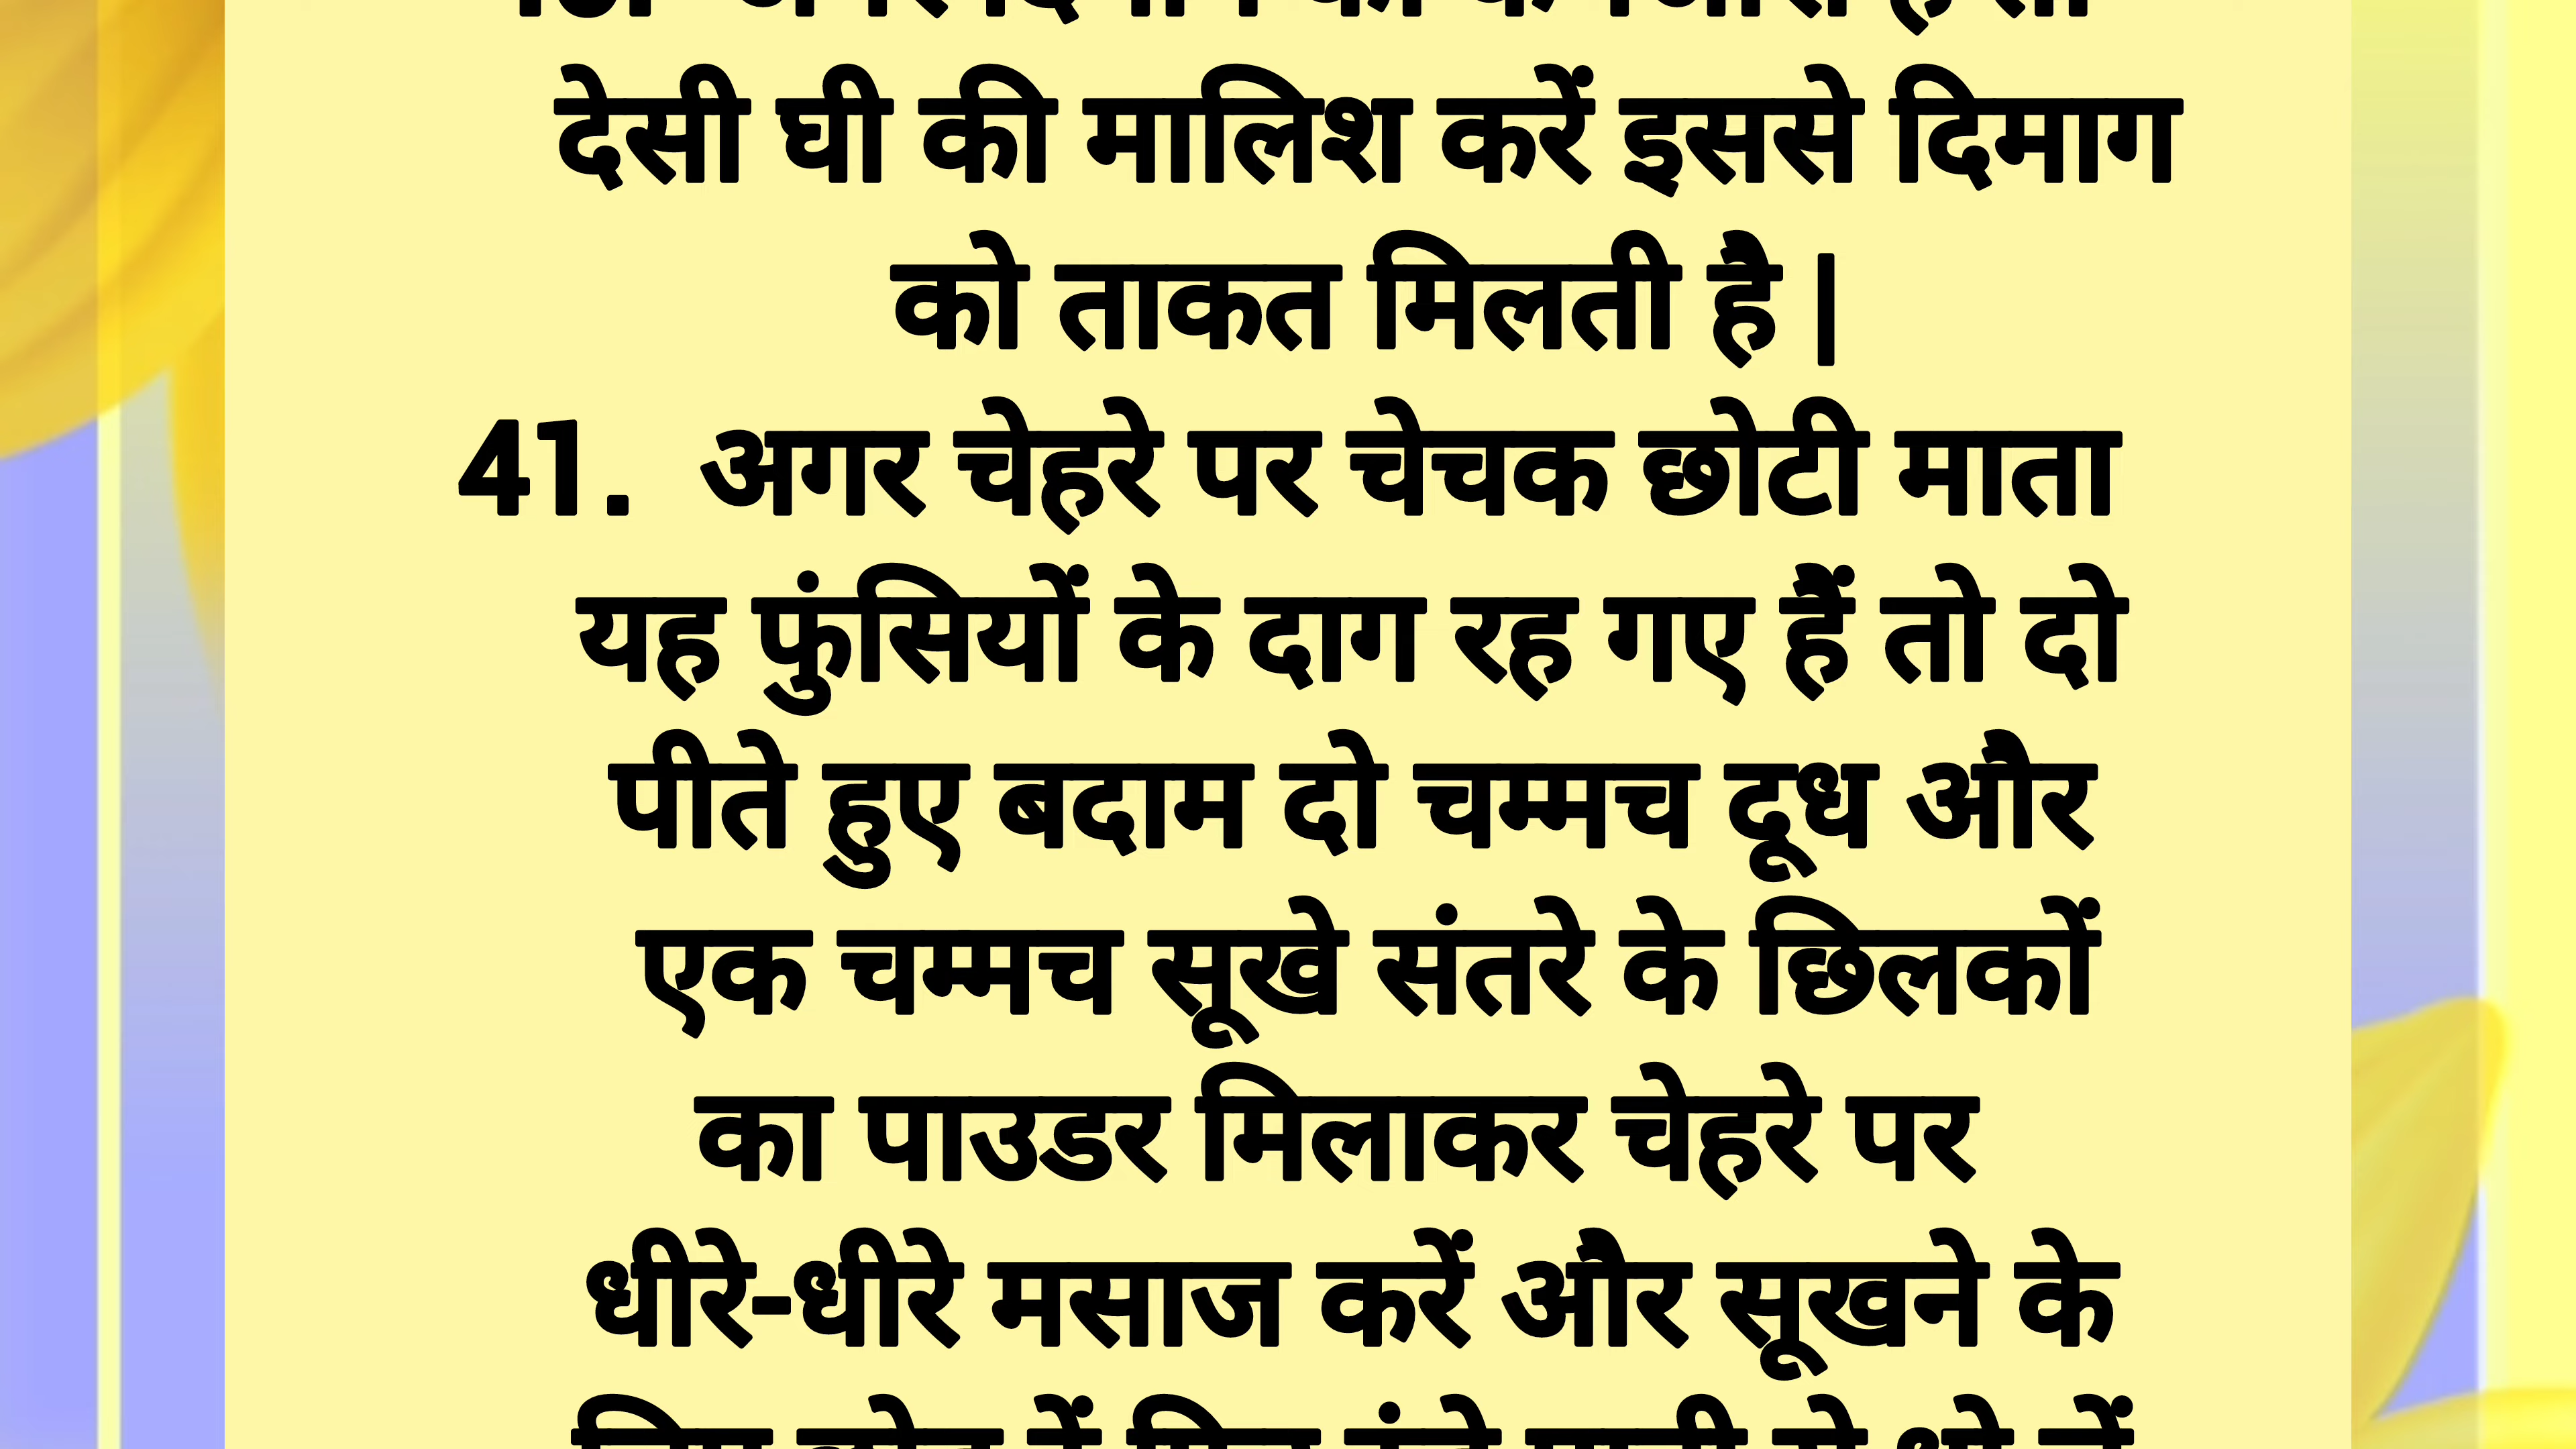 देसी घी की मालिश करें इससे दिमाग
को ताकत मिलती है |
41. अगर चेहरे पर चेचक छोटी माता
यह फुंसियों के दाग रह गए हैं तो दो
पीते हुए बदाम दो चम्मच दूध और
एक चम्मच सूखे संतरे के छिलकों
का पाउडर मिलाकर चेहरे पर
धीरे-धीरे मसाज करें और सूखने के